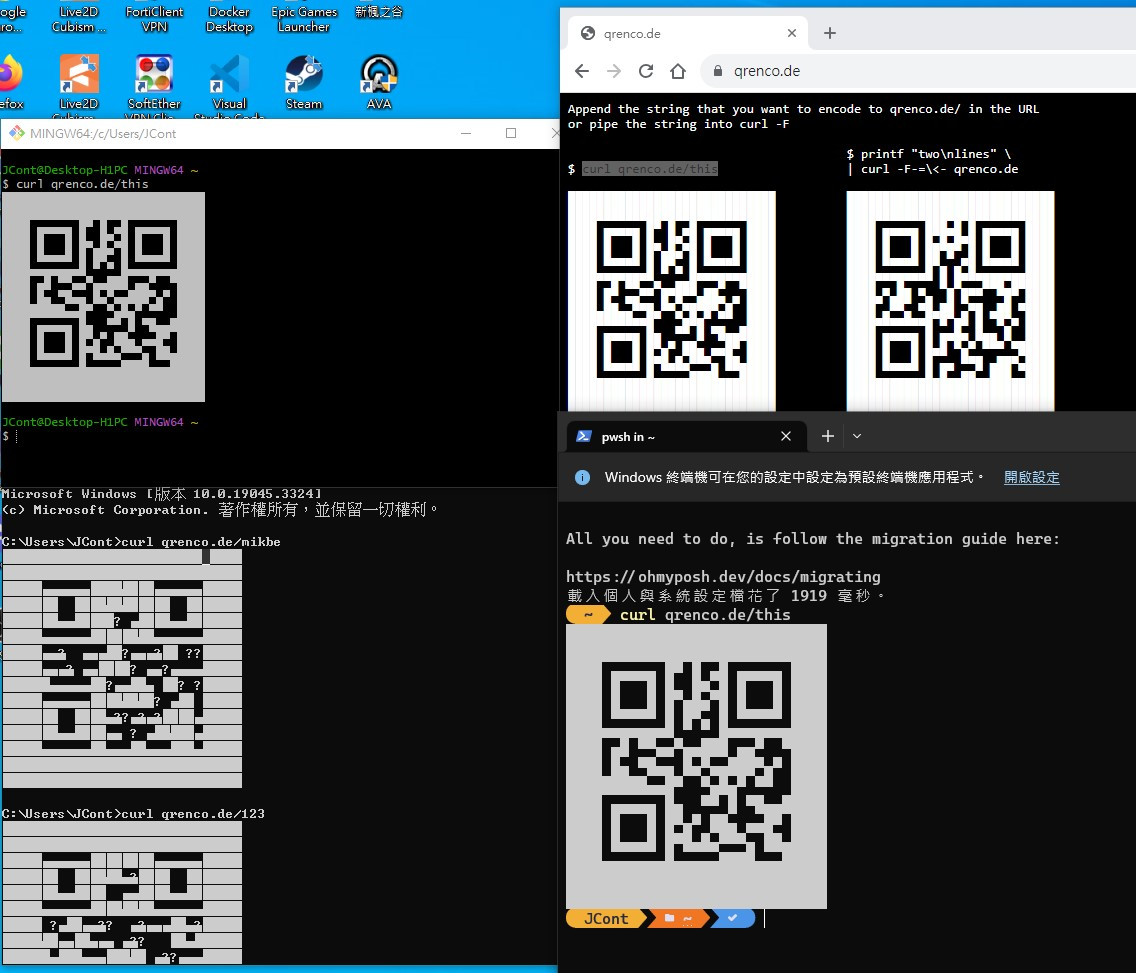 ogle
ro...
Live2D
Cubism ...
FortiClient
VPN
Docker
Desktop
Epic Games
Launcher
新楓之谷
efox
Live2D
SoftEther
Visual
Steam
AVA
MINGW64:/c/Users/JCont
JCont@Desktop-H1PC MINGW64 ~
$ curl qrenco.de/this
JCont@Desktop-H1PC MINGW64 ~
$
Microsoft Windows [版本 10.0.19045.3324]
(c) Microsoft Corporation. 著作權所有，並保留一切權利。
C:\Users\JCont>curl qrenco.de/mikbe
C:\Users\JCont>curl qrenco.de/123
qrenco.de
qrenco.de
Append the string that you want to encode to qrenco.de/ in the URL
or pipe the string into curl -F
$ curl qrenco.de/this
$ printf "two\nlines" \
| curl -F-=\<- qrenco.de
pwsh in ~
Windows 終端機可在您的設定中設定為預設終端機應用程式。 開啟設定
All you need to do, is follow the migration guide here:
https://ohmyposh.dev/docs/migrating
載入個人與系統設定檔花了 1919 毫秒。
~ curl qrenco.de/this
JCont ~